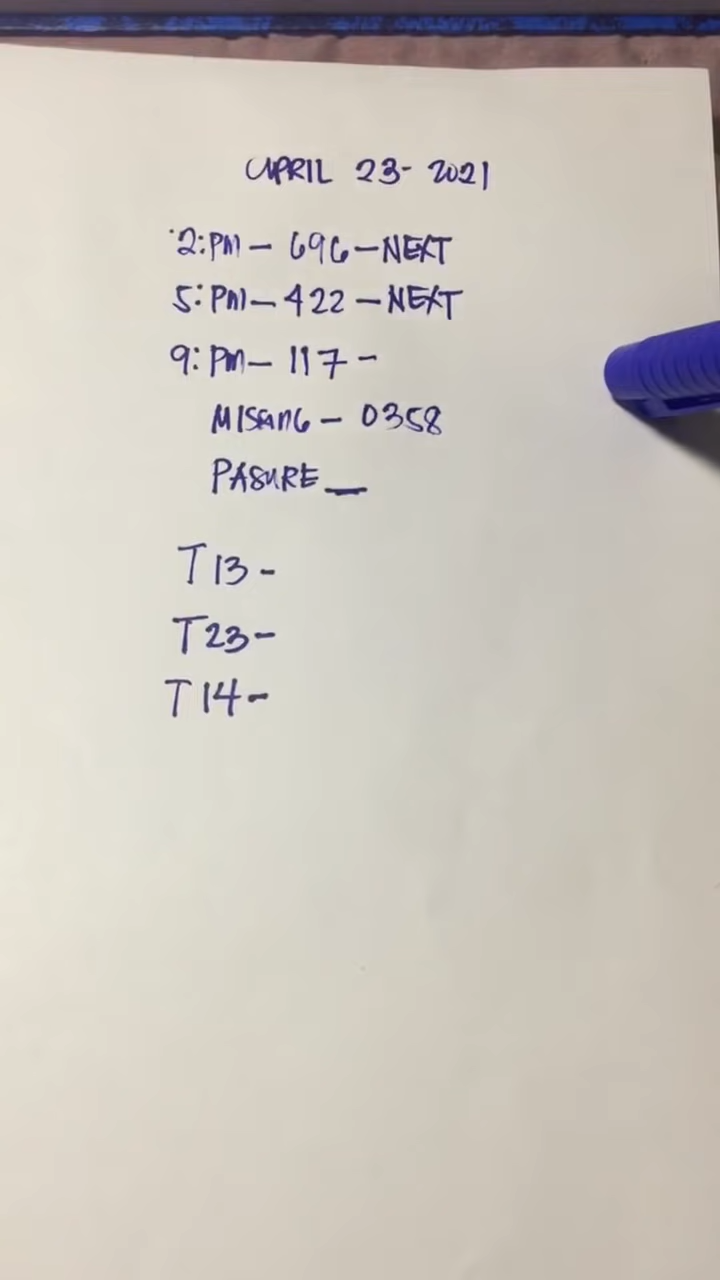 APRIL 23- 2021
2:PM - 696 - NEXT
5:PM - 422 - NEXT
9:PM - 117 -
MISANG - 0358
PASURE _
T13 -
T23 -
T14 -